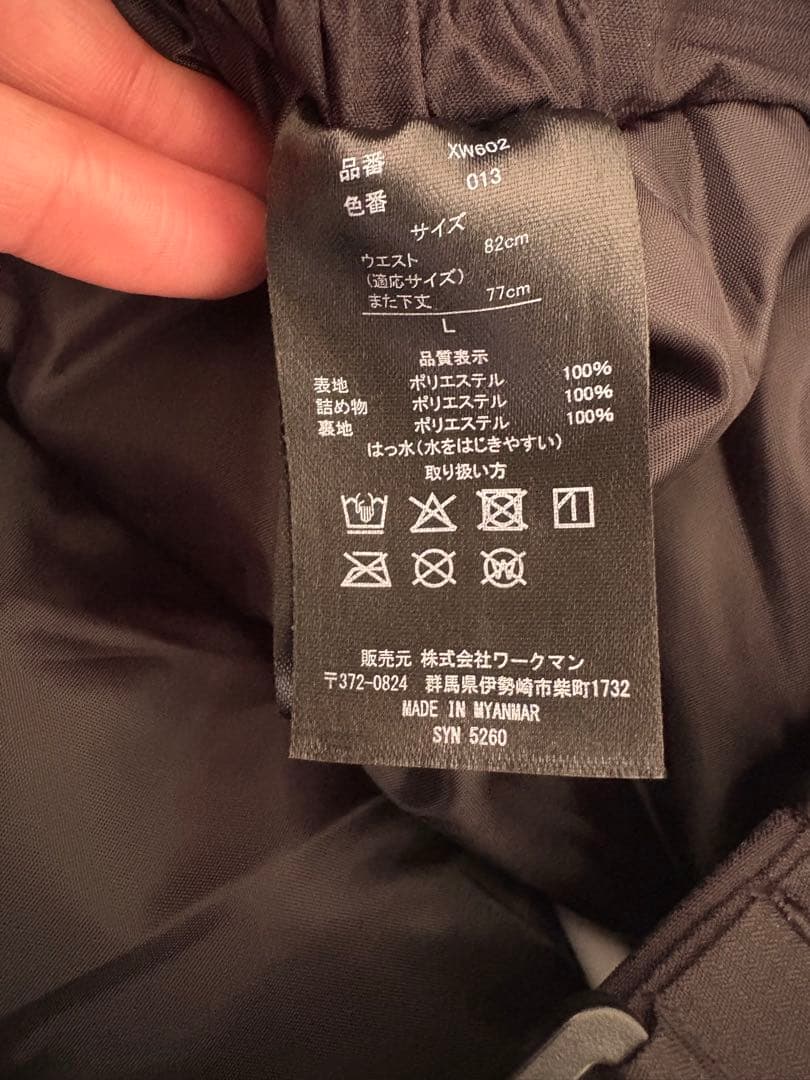 品番 XW602
色番 013
サイズ
ウエスト 82cm
(適応サイズ)
また下丈 77cm
L
品質表示
表地 ポリエステル 100%
詰め物 ポリエステル 100%
裏地 ポリエステル 100%
はっ水(水をはじきやすい)
取り扱い方
W
販売元 株式会社ワークマン
〒372-0824 群馬県伊勢崎市柴町1732
MADE IN MYANMAR
SYN 5260